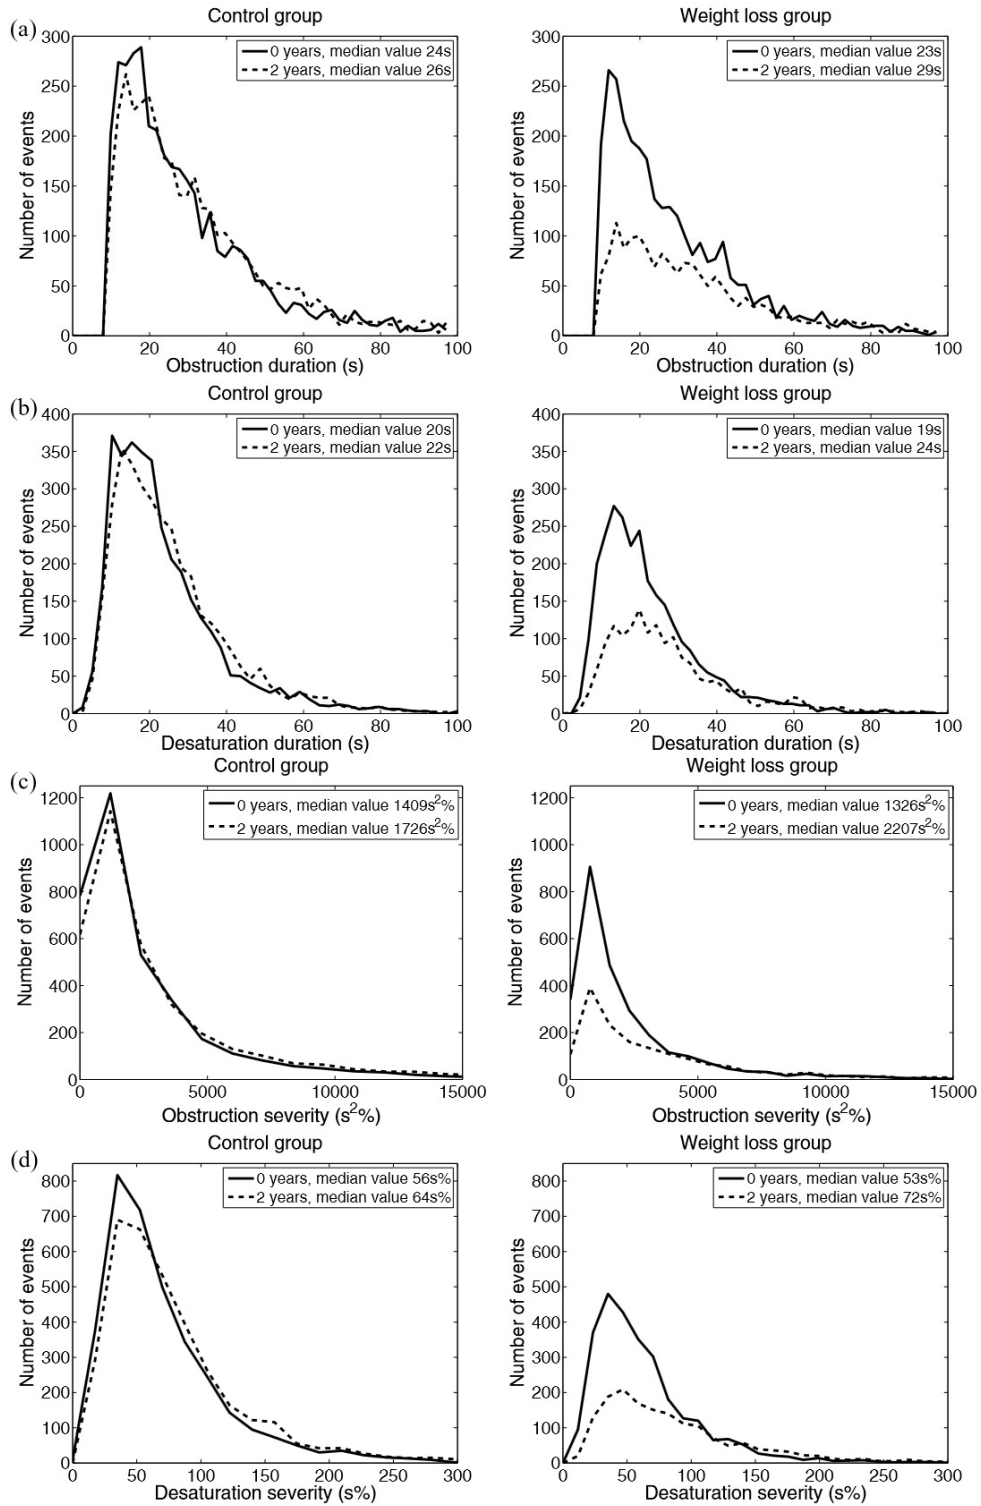 (a)
Control group
Number of events
300
250
200
150
100
50
0
0 years, median value 24s
2 years, median value 26s
0 20 40 60 80 100
Obstruction duration (s)
Weight loss group
Number of events
300
250
200
150
100
50
0
0 years, median value 23s
2 years, median value 29s
0 20 40 60 80 100
Obstruction duration (s)
(b)
Control group
Number of events
400
350
300
250
200
150
100
50
0
0 years, median value 20s
2 years, median value 22s
0 20 40 60 80 100
Desaturation duration (s)
Weight loss group
Number of events
400
350
300
250
200
150
100
50
0
0 years, median value 19s
2 years, median value 24s
0 20 40 60 80 100
Desaturation duration (s)
(c)
Control group
Number of events
1200
1000
800
600
400
200
0
0 years, median value 1409s²%
2 years, median value 1726s²%
0 5000 10000 15000
Obstruction severity (s²%)
Weight loss group
Number of events
1200
1000
800
600
400
200
0
0 years, median value 1326s²%
2 years, median value 2207s²%
0 5000 10000 15000
Obstruction severity (s²%)
(d)
Control group
Number of events
800
700
600
500
400
300
200
100
0
0 years, median value 56s%
2 years, median value 64s%
0 50 100 150 200 250 300
Desaturation severity (s%)
Weight loss group
Number of events
800
700
600
500
400
300
200
100
0
0 years, median value 53s%
2 years, median value 72s%
0 50 100 150 200 250 300
Desaturation severity (s%)